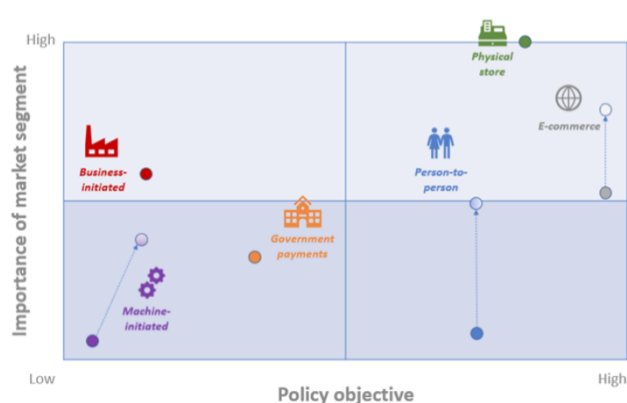 High
Importance of market segment
Physical
store
E-commerce
Business-
initiated
Person-to-
person
Government
payments
Machine-
initiated
Low
High
Policy objective